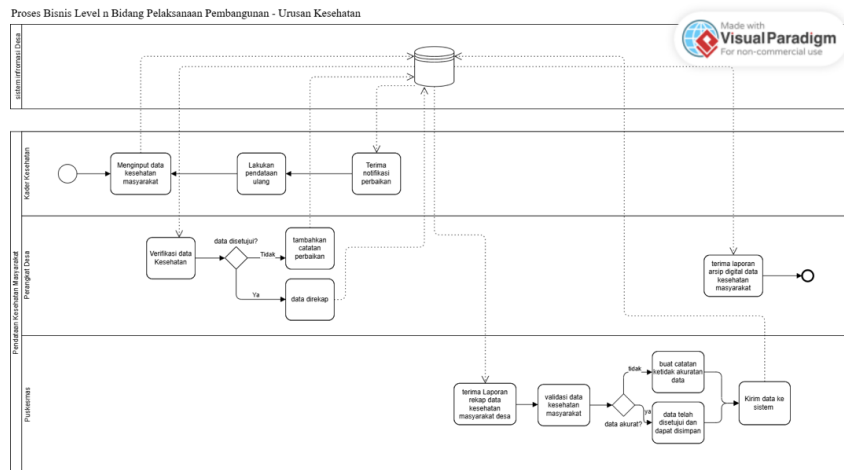 Proses Bisnis Level n Bidang Pelaksanaan Pembangunan - Urusan Kesehatan
Made with
Visual Paradigm
For non-commercial use
sistem infromasi Desa
Pendataan Kesehatan Masyarakat
Kader Kesehatan
Menginput data
kesehatan
masyarakat
Lakukan
pendataan
ulang
Terima
notifikasi
perbaikan
Perangkat Desa
Verifikasi data
Kesehatan
data disetujui?
Tidak
tambahkan
catatan
perbaikan
Ya
data direkap
terima laporan
arsip digital data
kesehatan
masyarakat
Puskesmas
terima Laporan
rekap data
kesehatan
masyarakat desa
validasi data
kesehatan
masyarakat
data akurat?
tidak
buat catatan
ketidak akuratan
data
ya
data telah
disetujui dan
dapat disimpan
Kirim data ke
sistem